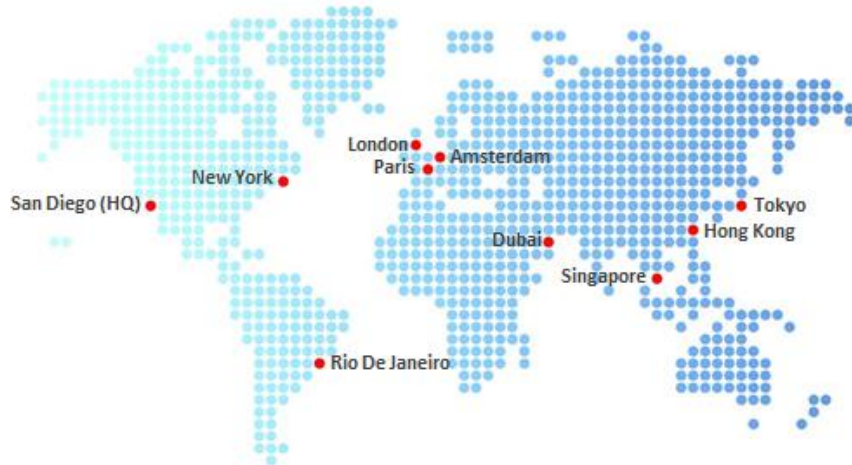 London
Amsterdam
Paris
New York
San Diego (HQ)
Tokyo
Hong Kong
Dubai
Singapore
Rio De Janeiro